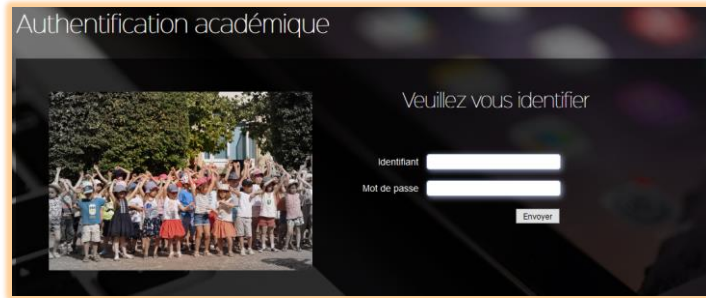 Authentification académique
Veuillez vous identifier
Identifiant
Mot de passe
Envoyer